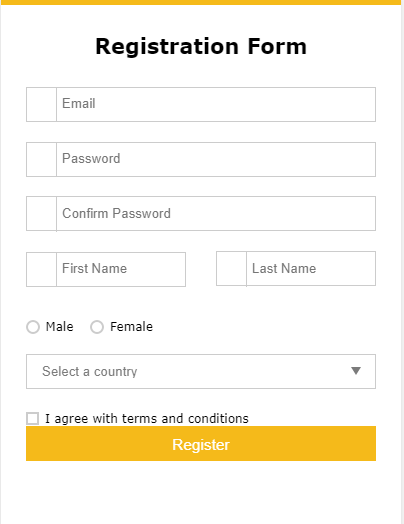 Registration Form
Email
Password
Confirm Password
First Name Last Name
Male Female
Select a country
I agree with terms and conditions
Register